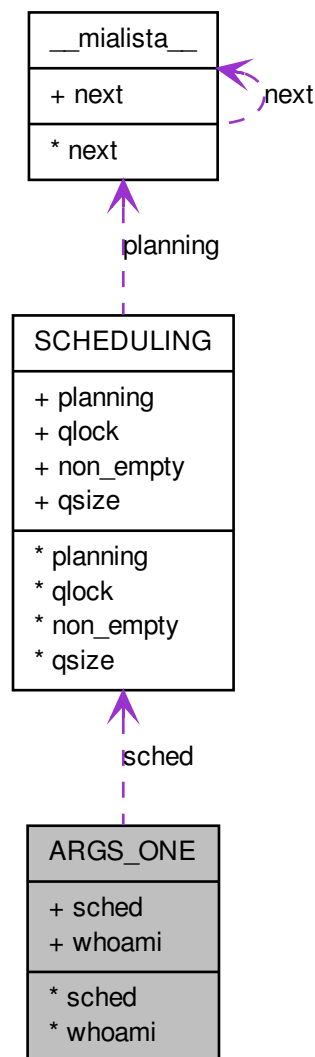 __mialista__
+ next
* next
next
planning
SCHEDULING
+ planning
+ qlock
+ non_empty
+ qsize
* planning
* qlock
* non_empty
* qsize
sched
ARGS_ONE
+ sched
+ whoami
* sched
* whoami